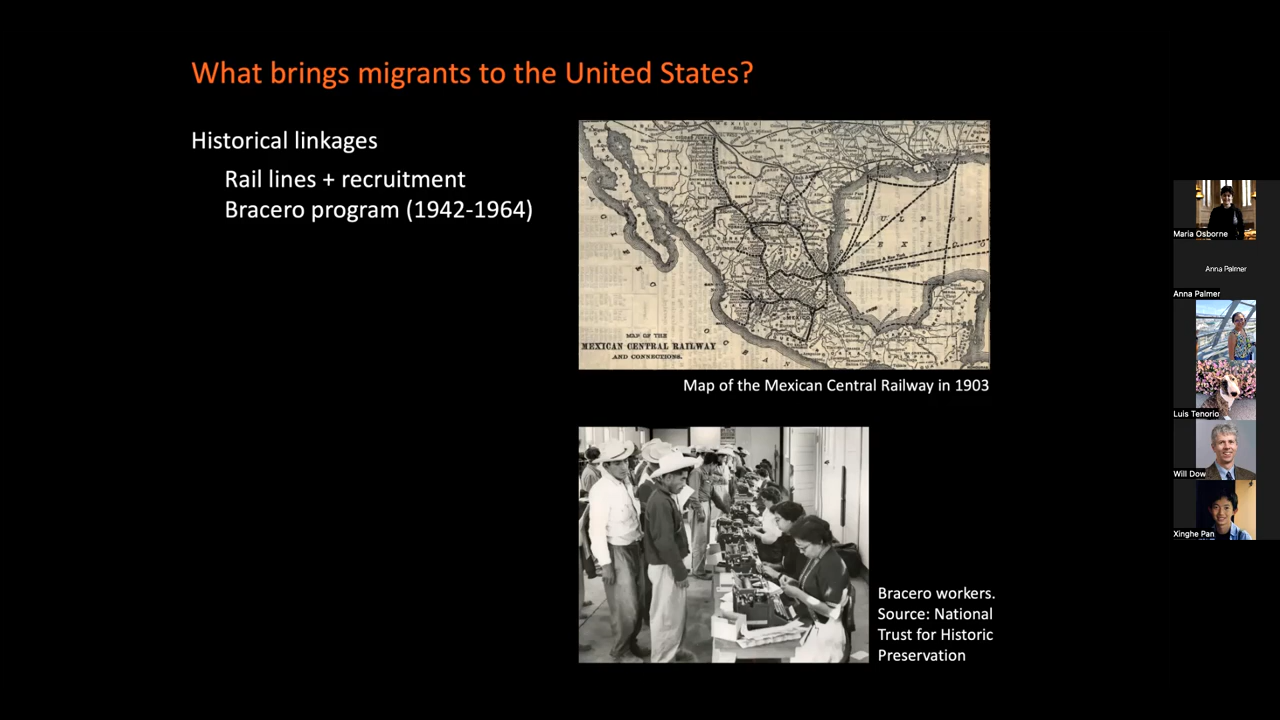 What brings migrants to the United States?
Historical linkages
Rail lines + recruitment
Bracero program (1942-1964)
MAP OF THE
MEXICAN CENTRAL RAILWAY
AND CONNECTIONS.
Map of the Mexican Central Railway in 1903
Bracero workers.
Source: National
Trust for Historic
Preservation
Maria Osborne
Anna Palmer
Anna Palmer
Luis Tenorio
Will Dow
Xinghe Pan